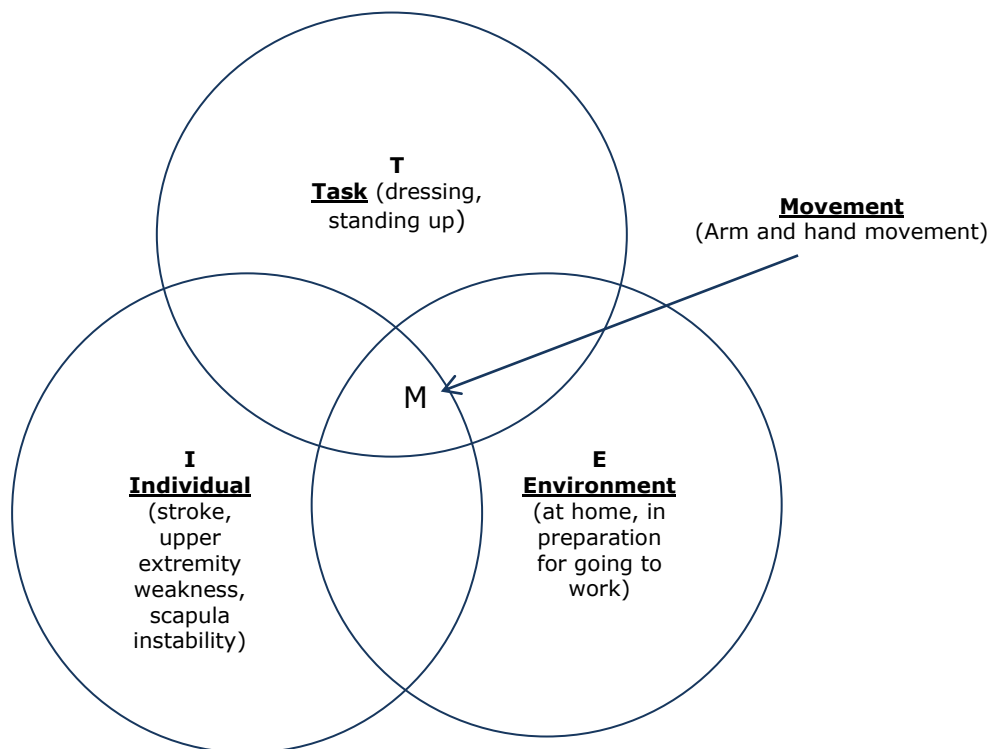 T
Task (dressing,
standing up)
Movement
(Arm and hand movement)
M
I
Individual
(stroke,
upper
extremity
weakness,
scapula
instability)
E
Environment
(at home, in
preparation
for going to
work)